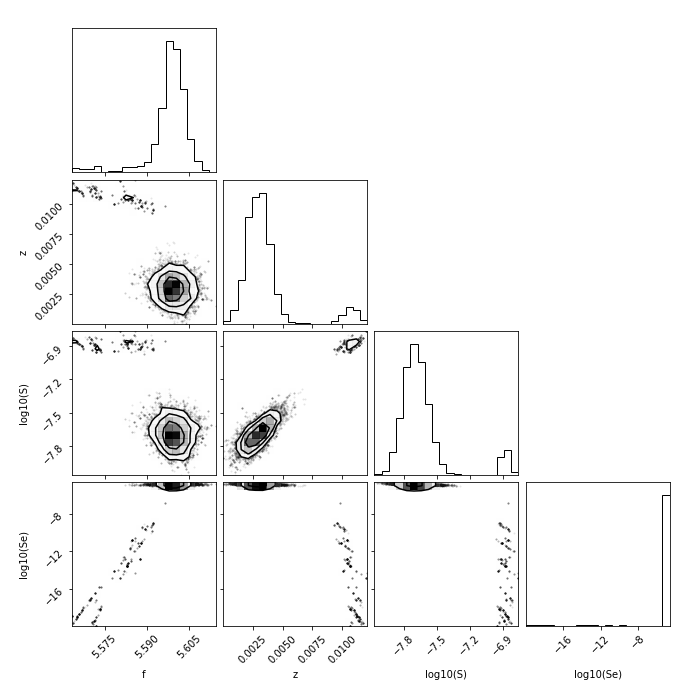 z
0.0100
0.0075
0.0050
0.0025
log10(S)
−6.9
−7.2
−7.5
−7.8
log10(Se)
−8
−12
−16
5.575 5.590 5.605
f
0.0025 0.0050 0.0075 0.0100
z
−7.8 −7.5 −7.2 −6.9
log10(S)
−16 −12 −8
log10(Se)